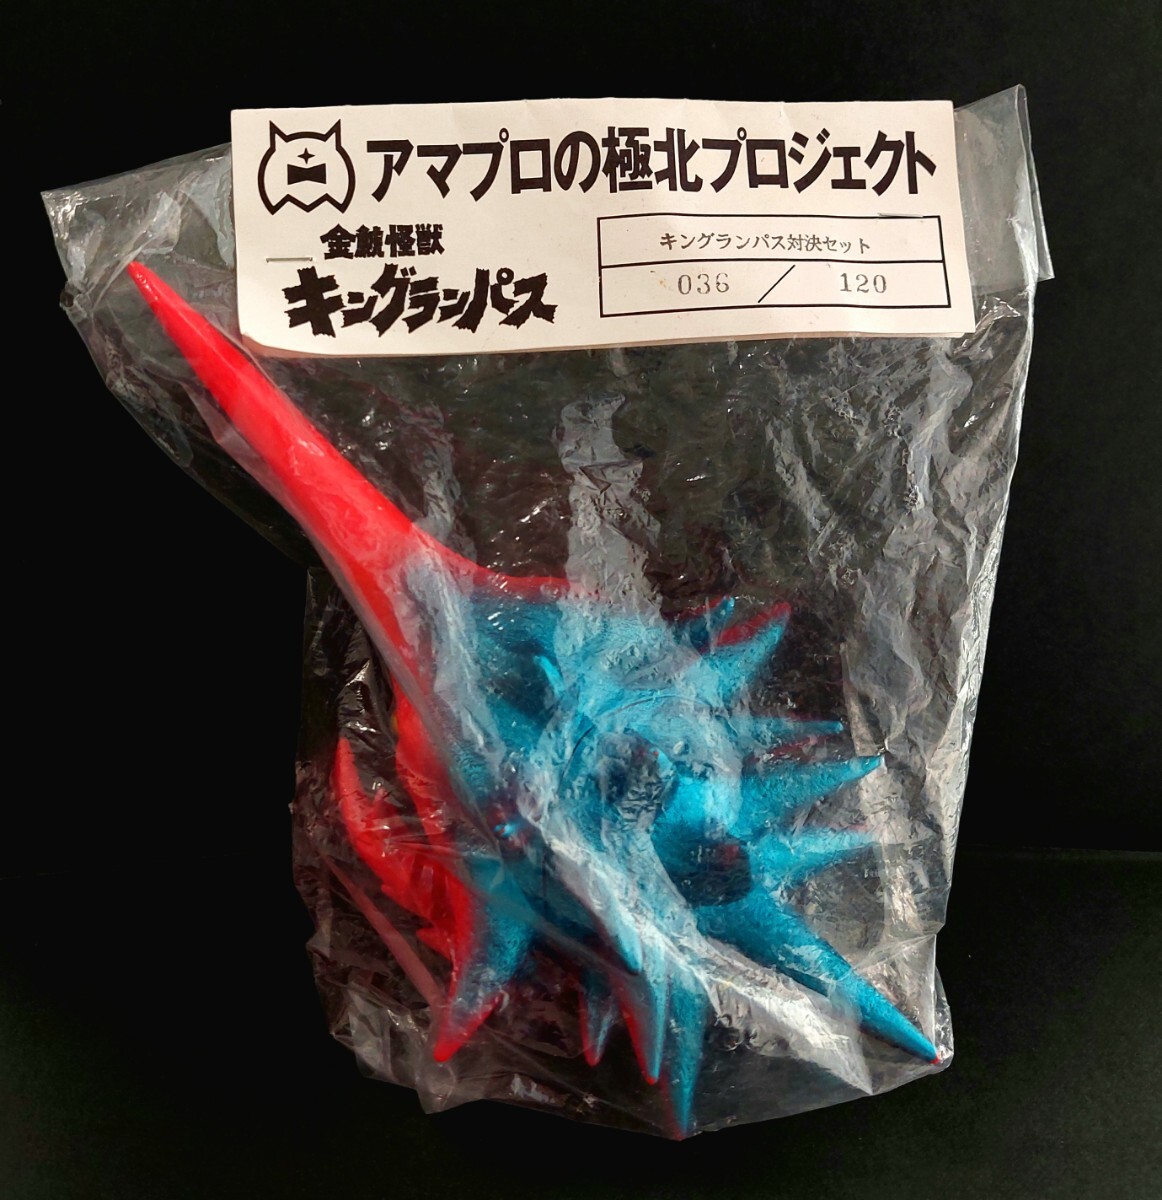 アマプロの極北プロジェクト
金鯱怪獣
キングランパス
キングランパス対決セット
036 / 120